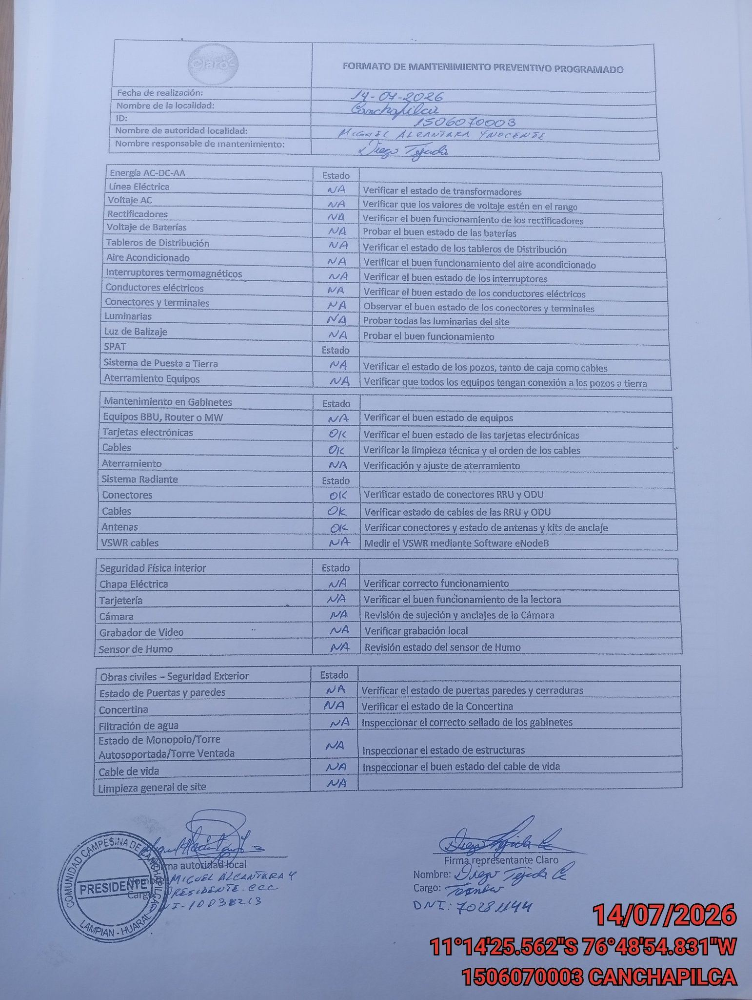 Claro
FORMATO DE MANTENIMIENTO PREVENTIVO PROGRAMADO
Fecha de realización: 14-07-2026
Nombre de la localidad: Canchapilca
ID: 1506070003
Nombre de autoridad localidad: MIGUEL ALCANTARA YNOCENTE
Nombre responsable de mantenimiento: Diego Tejeda
Energía AC-DC-AA Estado
Línea Eléctrica NA Verificar el estado de transformadores
Voltaje AC NA Verificar que los valores de voltaje estén en el rango
Rectificadores NA Verificar el buen funcionamiento de los rectificadores
Voltaje de Baterías NA Probar el buen estado de las baterías
Tableros de Distribución NA Verificar el estado de los tableros de Distribución
Aire Acondicionado NA Verificar el buen funcionamiento del aire acondicionado
Interruptores termomagnéticos NA Verificar el buen estado de los interruptores
Conductores eléctricos NA Verificar el buen estado de los conductores eléctricos
Conectores y terminales NA Observar el buen estado de los conectores y terminales
Luminarias NA Probar todas las luminarias del site
Luz de Balizaje NA Probar el buen funcionamiento
SPAT Estado
Sistema de Puesta a Tierra NA Verificar el estado de los pozos, tanto de caja como cables
Aterramiento Equipos NA Verificar que todos los equipos tengan conexión a los pozos a tierra
Mantenimiento en Gabinetes Estado
Equipos BBU, Router o MW NA Verificar el buen estado de equipos
Tarjetas electrónicas OK Verificar el buen estado de las tarjetas electrónicas
Cables OK Verificar la limpieza técnica y el orden de los cables
Aterramiento NA Verificación y ajuste de aterramiento
Sistema Radiante Estado
Conectores OK Verificar estado de conectores RRU y ODU
Cables OK Verificar estado de cables de las RRU y ODU
Antenas OK Verificar conectores y estado de antenas y kits de anclaje
VSWR cables NA Medir el VSWR mediante Software eNodeB
Seguridad Física interior Estado
Chapa Eléctrica NA Verificar correcto funcionamiento
Tarjetería NA Verificar el buen funcionamiento de la lectora
Cámara NA Revisión de sujeción y anclajes de la Cámara
Grabador de Video NA Verificar grabación local
Sensor de Humo NA Revisión estado del sensor de Humo
Obras civiles – Seguridad Exterior Estado
Estado de Puertas y paredes NA Verificar el estado de puertas paredes y cerraduras
Concertina NA Verificar el estado de la Concertina
Filtración de agua NA Inspeccionar el correcto sellado de los gabinetes
Estado de Monopolo/Torre
Autosoportada/Torre Ventada NA Inspeccionar el estado de estructuras
Cable de vida NA Inspeccionar el buen estado del cable de vida
Limpieza general de site NA
Firma autoridad local
Nombre: MIGUEL ALCANTARA Y
Cargo: PRESIDENTE. CCC
DNI-10038213
COMUNIDAD CAMPESINA DE CANCHAPILCA
PRESIDENTE
LAMPIAN - HUARAL
Diego Tejeda C
Firma representante Claro
Nombre: Diego Tejeda C
Cargo:
DNI: 70281144
14/07/2026
11°14'25.562"S 76°48'54.831"W
1506070003 CANCHAPILCA